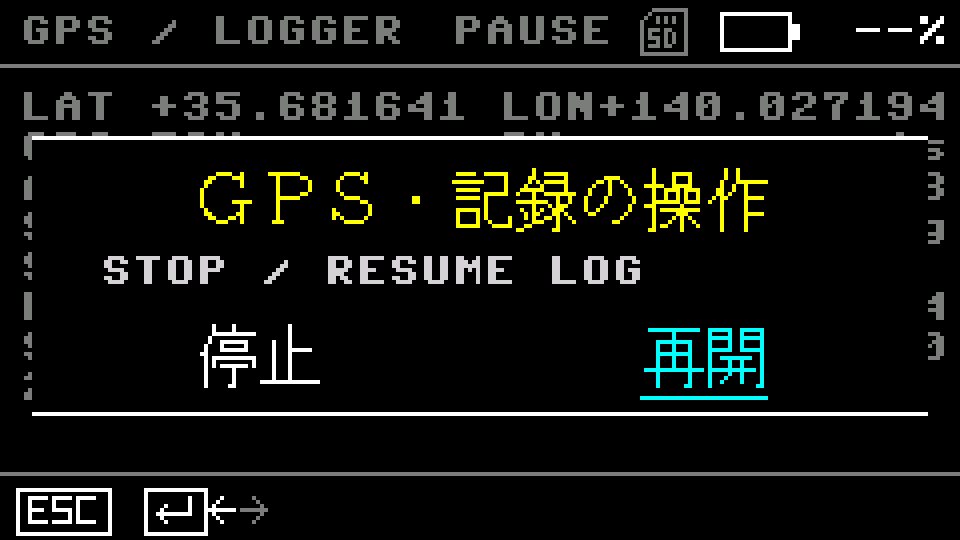 GPS / LOGGER PAUSE SD --%
LAT +35.681641 LON+140.027194
GPS・記録の操作
STOP / RESUME LOG
停止 再開
ESC ↵←→